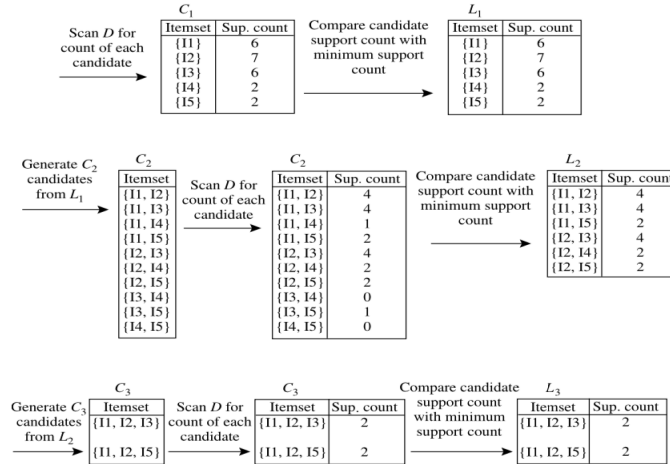 C1
L1
Scan D for
count of each
candidate
Itemset Sup. count
{I1} 6
{I2} 7
{I3} 6
{I4} 2
{I5} 2
Compare candidate
support count with
minimum support
count
Itemset Sup. count
{I1} 6
{I2} 7
{I3} 6
{I4} 2
{I5} 2
Generate C2
candidates
from L1
C2
Itemset
{I1, I2}
{I1, I3}
{I1, I4}
{I1, I5}
{I2, I3}
{I2, I4}
{I2, I5}
{I3, I4}
{I3, I5}
{I4, I5}
Scan D for
count of each
candidate
C2
Itemset Sup. count
{I1, I2} 4
{I1, I3} 4
{I1, I4} 1
{I1, I5} 2
{I2, I3} 4
{I2, I4} 2
{I2, I5} 2
{I3, I4} 0
{I3, I5} 1
{I4, I5} 0
Compare candidate
support count with
minimum support
count
L2
Itemset Sup. count
{I1, I2} 4
{I1, I3} 4
{I1, I5} 2
{I2, I3} 4
{I2, I4} 2
{I2, I5} 2
Generate C3
candidates
from L2
C3
Itemset
{I1, I2, I3}
{I1, I2, I5}
Scan D for
count of each
candidate
C3
Itemset Sup. count
{I1, I2, I3} 2
{I1, I2, I5} 2
Compare candidate
support count
with minimum
support count
L3
Itemset Sup. count
{I1, I2, I3} 2
{I1, I2, I5} 2